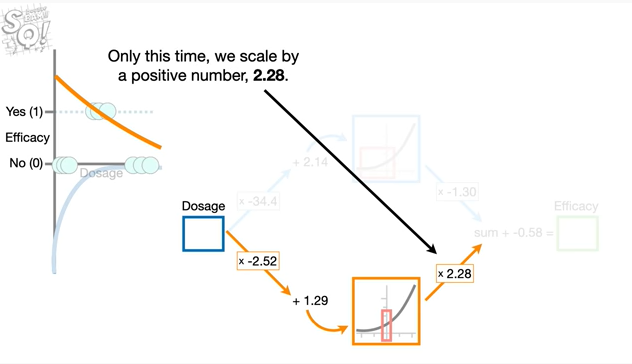 StatQuest!
Only this time, we scale by
a positive number, 2.28.
Yes (1)
Efficacy
No (0)
Dosage
+ 2.14
x -34.4
x -1.30
Dosage
Efficacy
sum + -0.58 =
x -2.52
x 2.28
+ 1.29